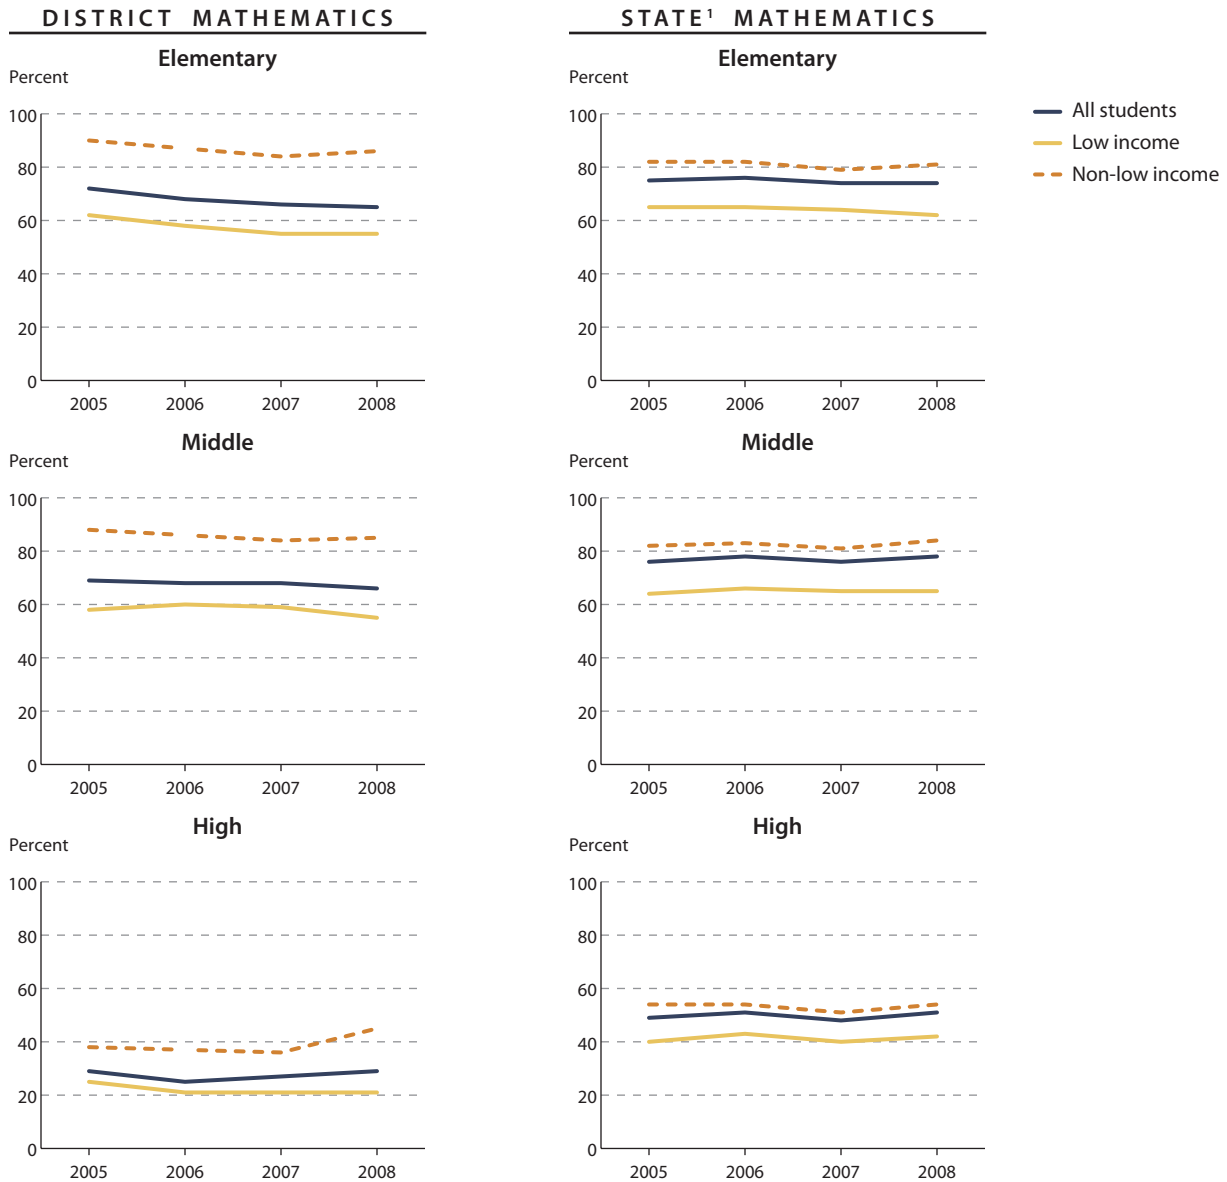 DISTRICT MATHEMATICS
Elementary
Percent
100
80
60
40
20
0
2005 2006 2007 2008
Middle
Percent
100
80
60
40
20
0
2005 2006 2007 2008
High
Percent
100
80
60
40
20
0
2005 2006 2007 2008
STATE¹ MATHEMATICS
Elementary
Percent
100
80
60
40
20
0
2005 2006 2007 2008
Middle
Percent
100
80
60
40
20
0
2005 2006 2007 2008
High
Percent
100
80
60
40
20
0
2005 2006 2007 2008
All students
Low income
Non-low income